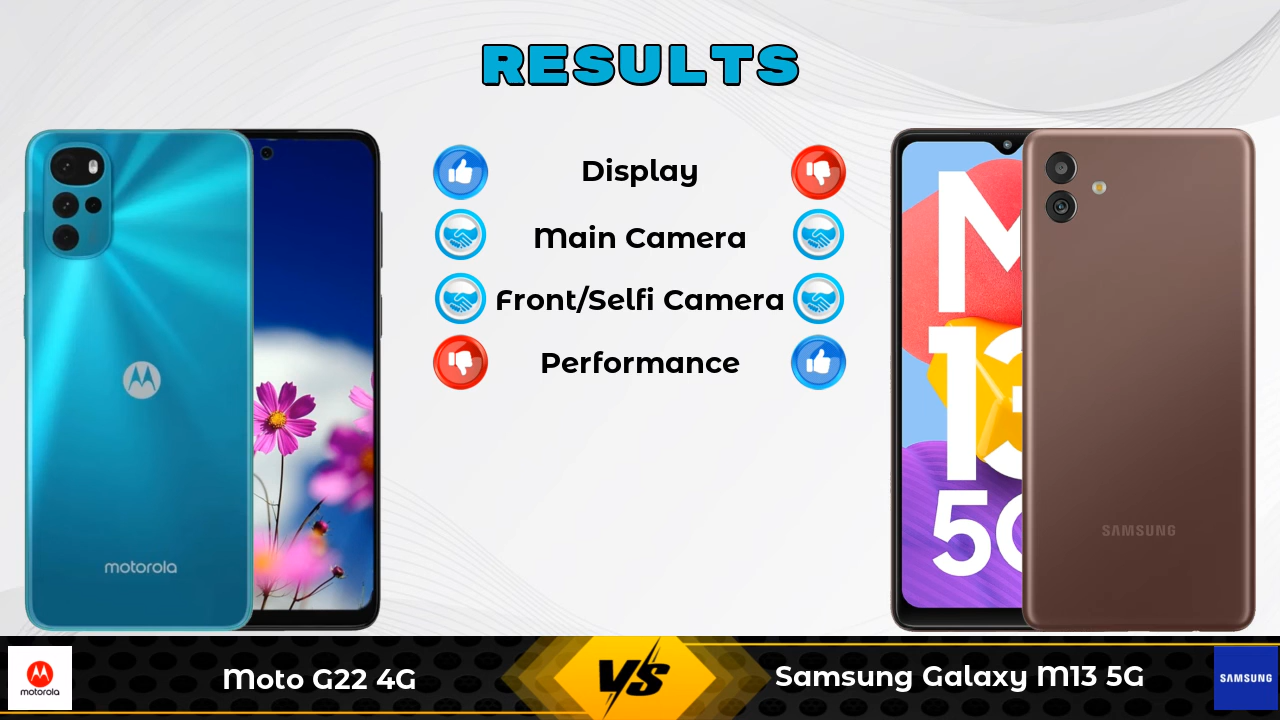 RESULTS
Display
Main Camera
Front/Selfi Camera
Performance
motorola
M
13
5G
SAMSUNG
motorola
Moto G22 4G
VS
Samsung Galaxy M13 5G
SAMSUNG